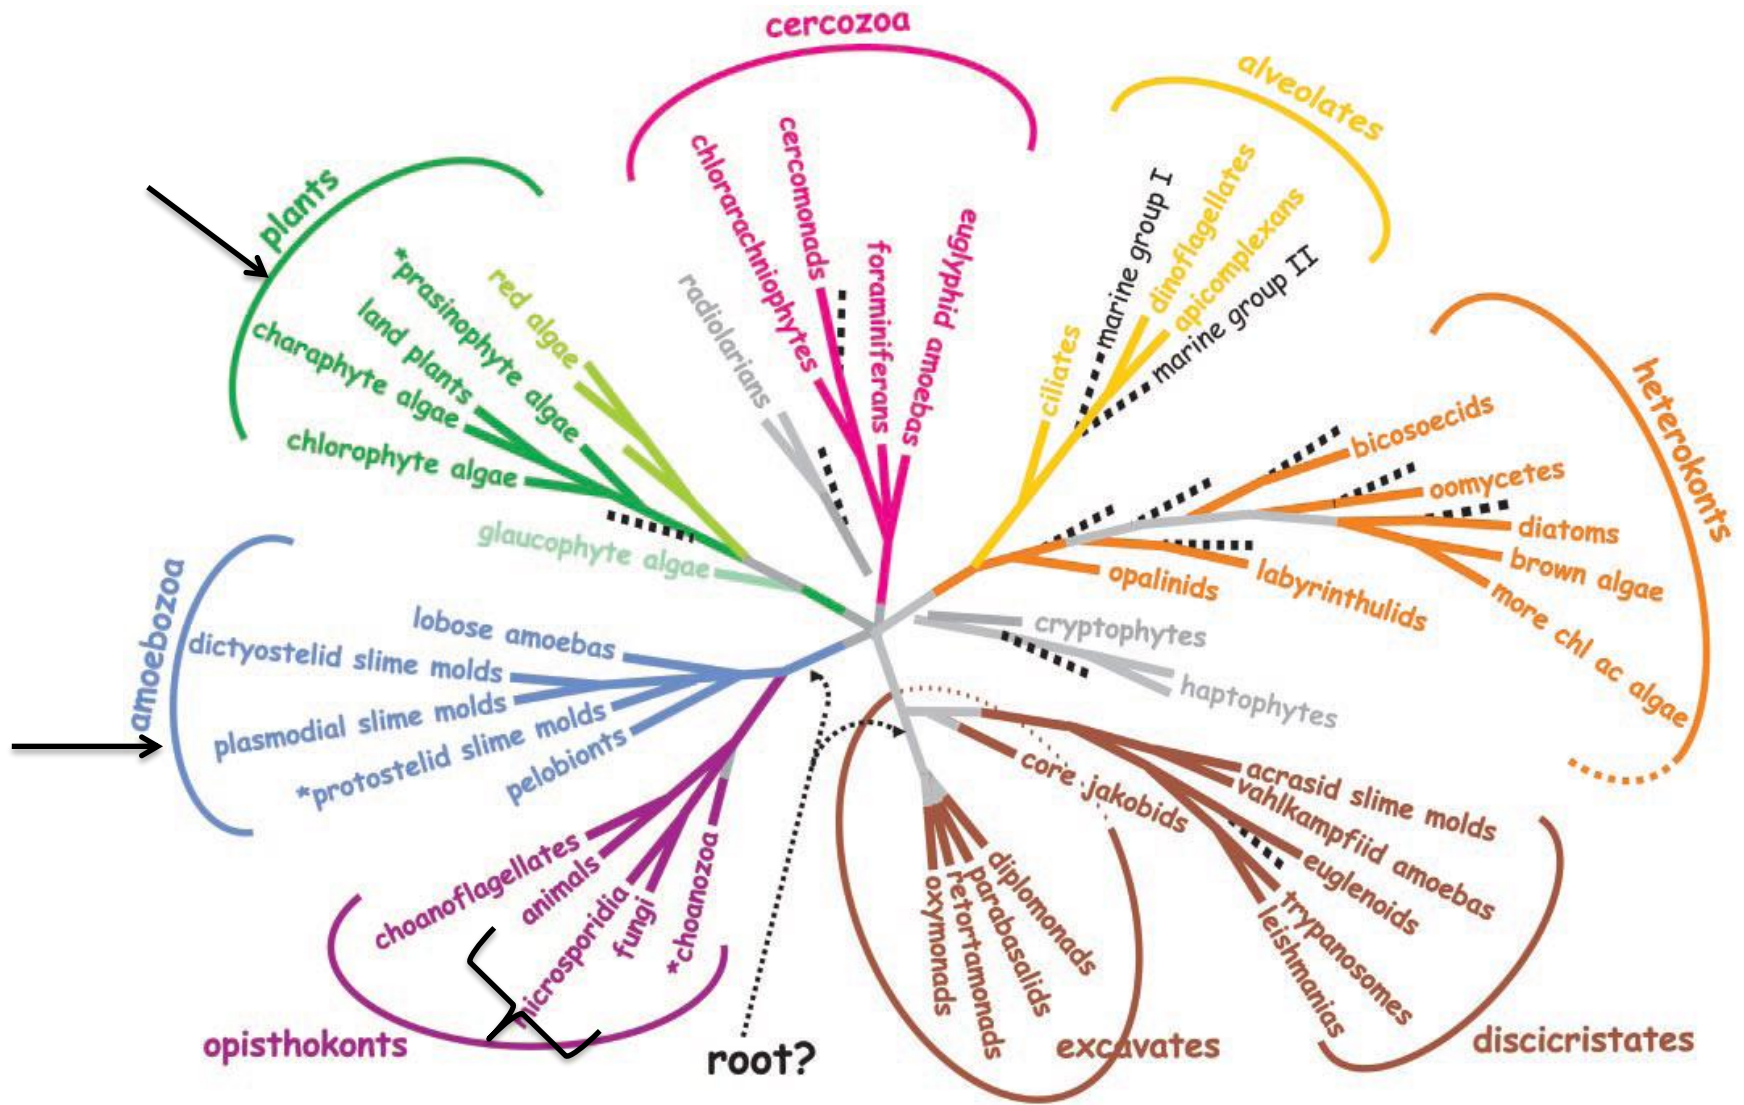 cercozoa
alveolates
plants
cercomonads
chlorarachniophytes
foraminiferans
euglyphid amoebas
radiolarians
marine group I
dinoflagellates
apicomplexans
marine group II
ciliates
*prasinophyte algae
red algae
land plants
charaphyte algae
chlorophyte algae
glaucophyte algae
heterokonts
bicosoecids
oomycetes
diatoms
brown algae
more chl ac algae
labyrinthulids
opalinids
cryptophytes
haptophytes
amoebozoa
lobose amoebas
dictyostelid slime molds
plasmodial slime molds
*protostelid slime molds
pelobionts
choanoflagellates
animals
microsporidia
fungi
*choanozoa
opisthokonts
root?
core jakobids
acrasid slime molds
vahlkampfiid amoebas
euglenoids
trypanosomes
leishmanias
diplomonads
parabasalids
retortamonads
oxymonads
excavates
discicristates